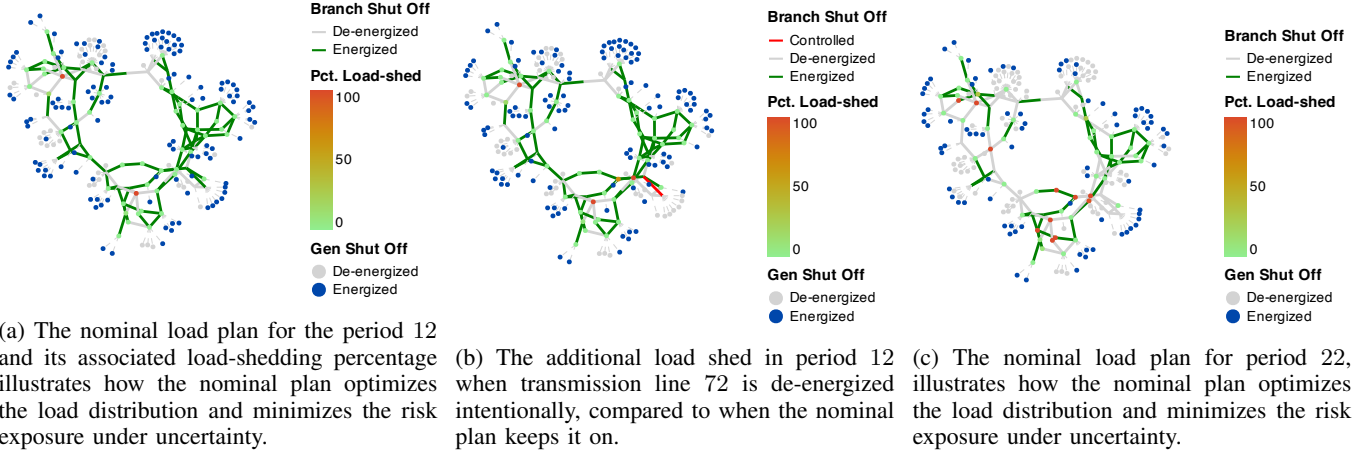 Branch Shut Off
De-energized
Energized
Pct. Load-shed
100
50
0
Gen Shut Off
De-energized
Energized
(a) The nominal load plan for the period 12
and its associated load-shedding percentage
illustrates how the nominal plan optimizes
the load distribution and minimizes the risk
exposure under uncertainty.
Branch Shut Off
Controlled
De-energized
Energized
Pct. Load-shed
100
50
0
Gen Shut Off
De-energized
Energized
(b) The additional load shed in period 12
when transmission line 72 is de-energized
intentionally, compared to when the nominal
plan keeps it on.
Branch Shut Off
De-energized
Energized
Pct. Load-shed
100
50
0
Gen Shut Off
De-energized
Energized
(c) The nominal load plan for period 22,
illustrates how the nominal plan optimizes
the load distribution and minimizes the risk
exposure under uncertainty.